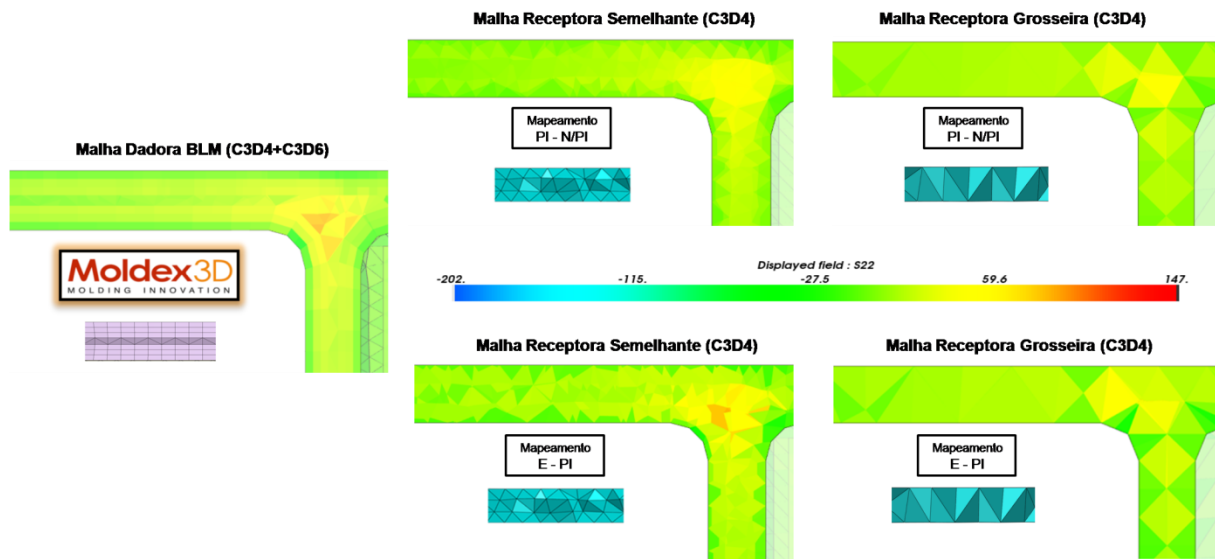 Malha Receptora Semelhante (C3D4)
Malha Receptora Grosseira (C3D4)
Mapeamento
PI - N/PI
Mapeamento
PI - N/PI
Malha Dadora BLM (C3D4+C3D6)
Moldex3D
MOLDING INNOVATION
Displayed field : S22
-202.
-115.
-27.5
59.6
147.
Malha Receptora Semelhante (C3D4)
Malha Receptora Grosseira (C3D4)
Mapeamento
E - PI
Mapeamento
E - PI